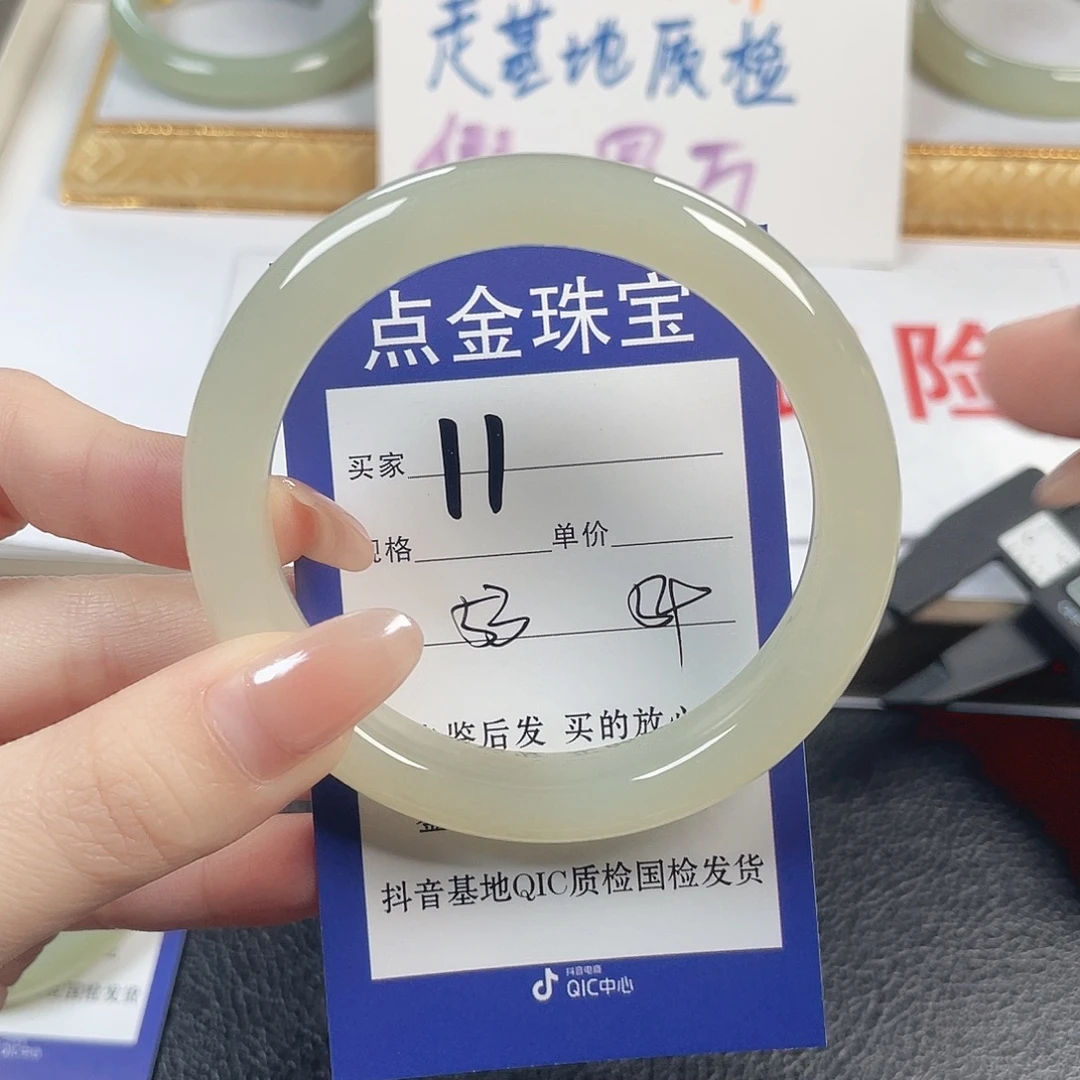 走基地质检
万
点金珠宝
险
买家 11
格 单价
鉴后发 买的放心
抖音基地QIC质检国检发货
抖音电商
QIC中心